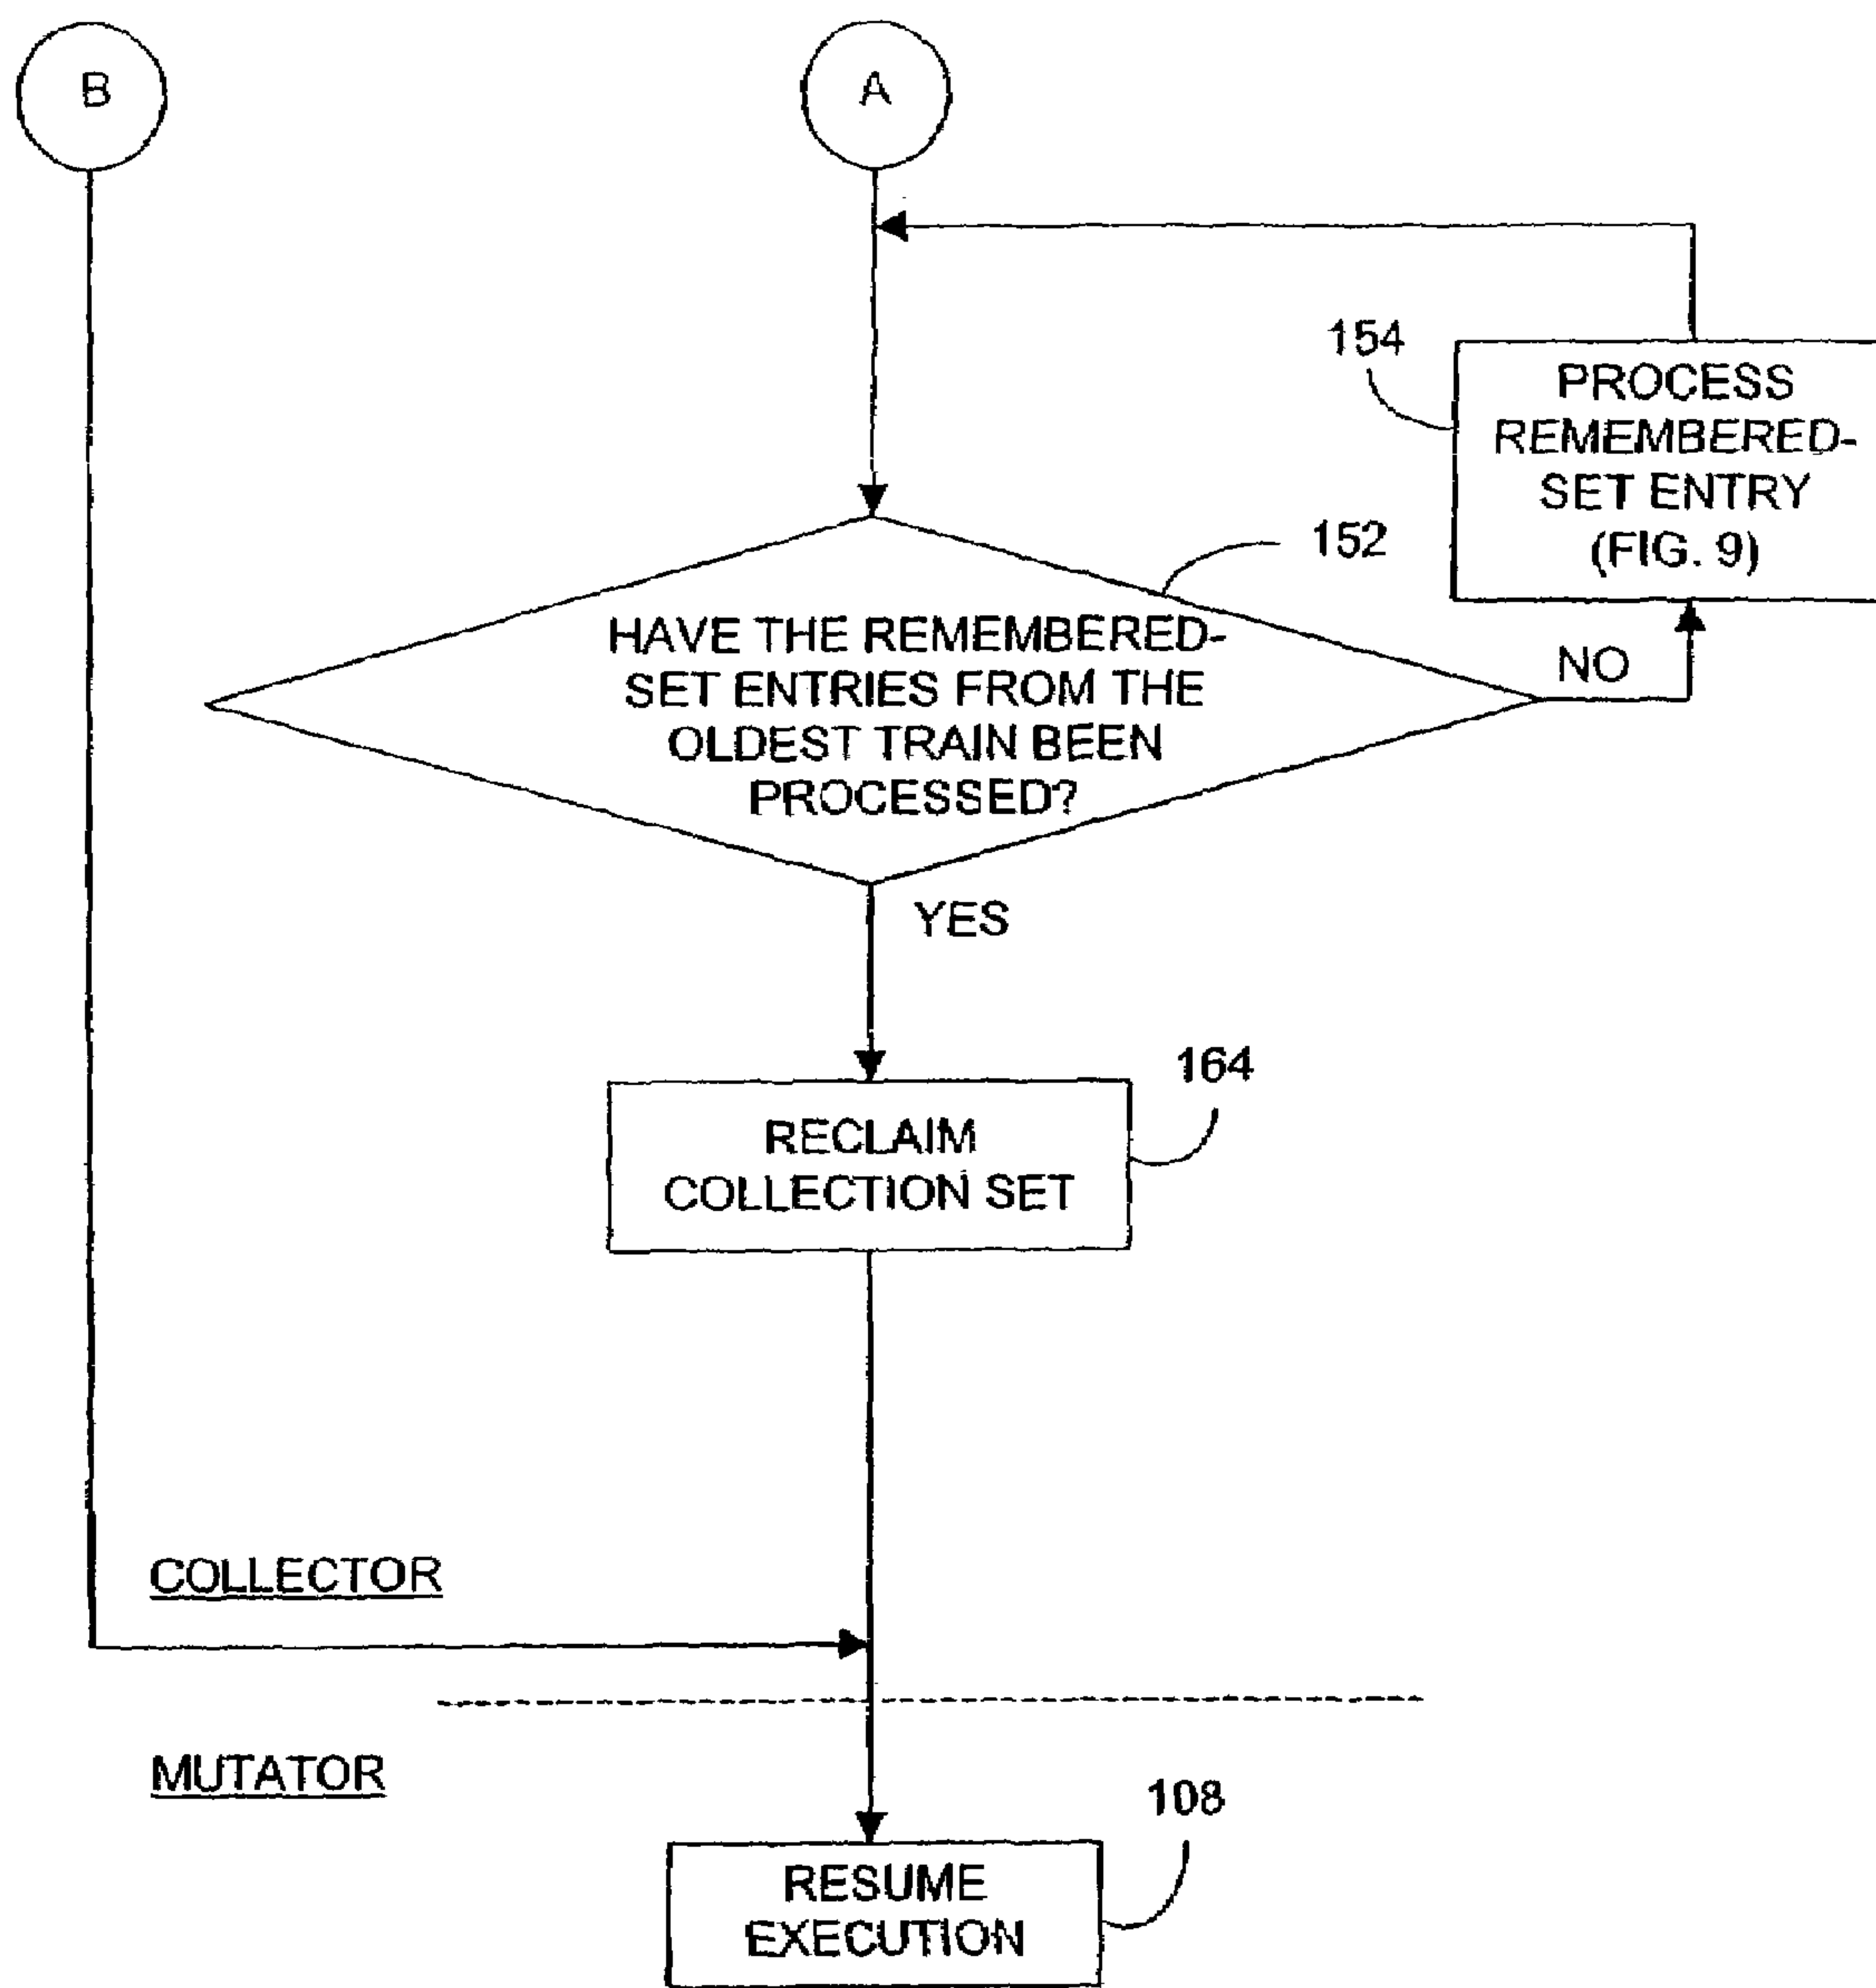 B
A
154
PROCESS
REMEMBERED-
SET ENTRY
(FIG. 9)
152
HAVE THE REMEMBERED-
SET ENTRIES FROM THE
OLDEST TRAIN BEEN
PROCESSED?
NO
YES
164
RECLAIM
COLLECTION SET
COLLECTOR
MUTATOR
108
RESUME
EXECUTION